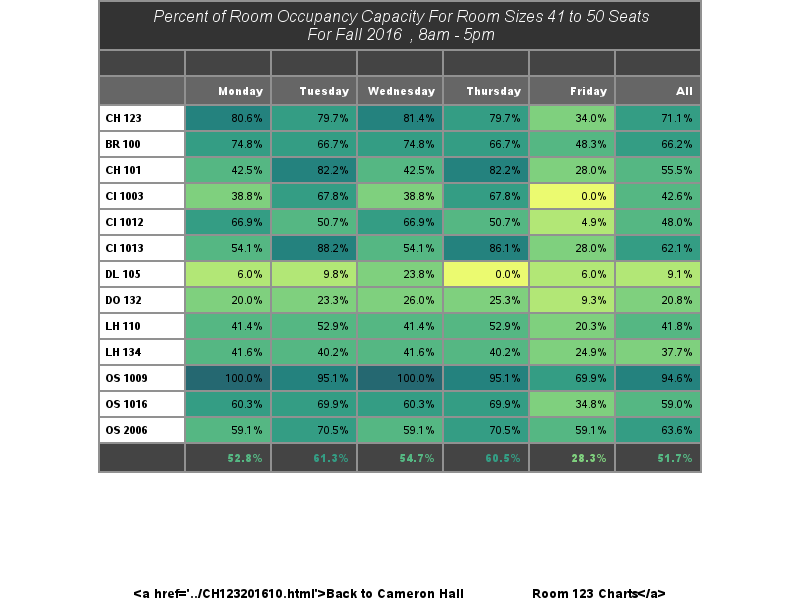 Percent of Room Occupancy Capacity For Room Sizes 41 to 50 Seats
For Fall 2016 , 8am - 5pm
Monday Tuesday Wednesday Thursday Friday All
CH 123 80.6% 79.7% 81.4% 79.7% 34.0% 71.1%
BR 100 74.8% 66.7% 74.8% 66.7% 48.3% 66.2%
CH 101 42.5% 82.2% 42.5% 82.2% 28.0% 55.5%
CI 1003 38.8% 67.8% 38.8% 67.8% 0.0% 42.6%
CI 1012 66.9% 50.7% 66.9% 50.7% 4.9% 48.0%
CI 1013 54.1% 88.2% 54.1% 86.1% 28.0% 62.1%
DL 105 6.0% 9.8% 23.8% 0.0% 6.0% 9.1%
DO 132 20.0% 23.3% 26.0% 25.3% 9.3% 20.8%
LH 110 41.4% 52.9% 41.4% 52.9% 20.3% 41.8%
LH 134 41.6% 40.2% 41.6% 40.2% 24.9% 37.7%
OS 1009 100.0% 95.1% 100.0% 95.1% 69.9% 94.6%
OS 1016 60.3% 69.9% 60.3% 69.9% 34.8% 59.0%
OS 2006 59.1% 70.5% 59.1% 70.5% 59.1% 63.6%
52.8% 61.3% 54.7% 60.5% 28.3% 51.7%
<a href='../CH123201610.html'>Back to Cameron Hall Room 123 Charts</a>